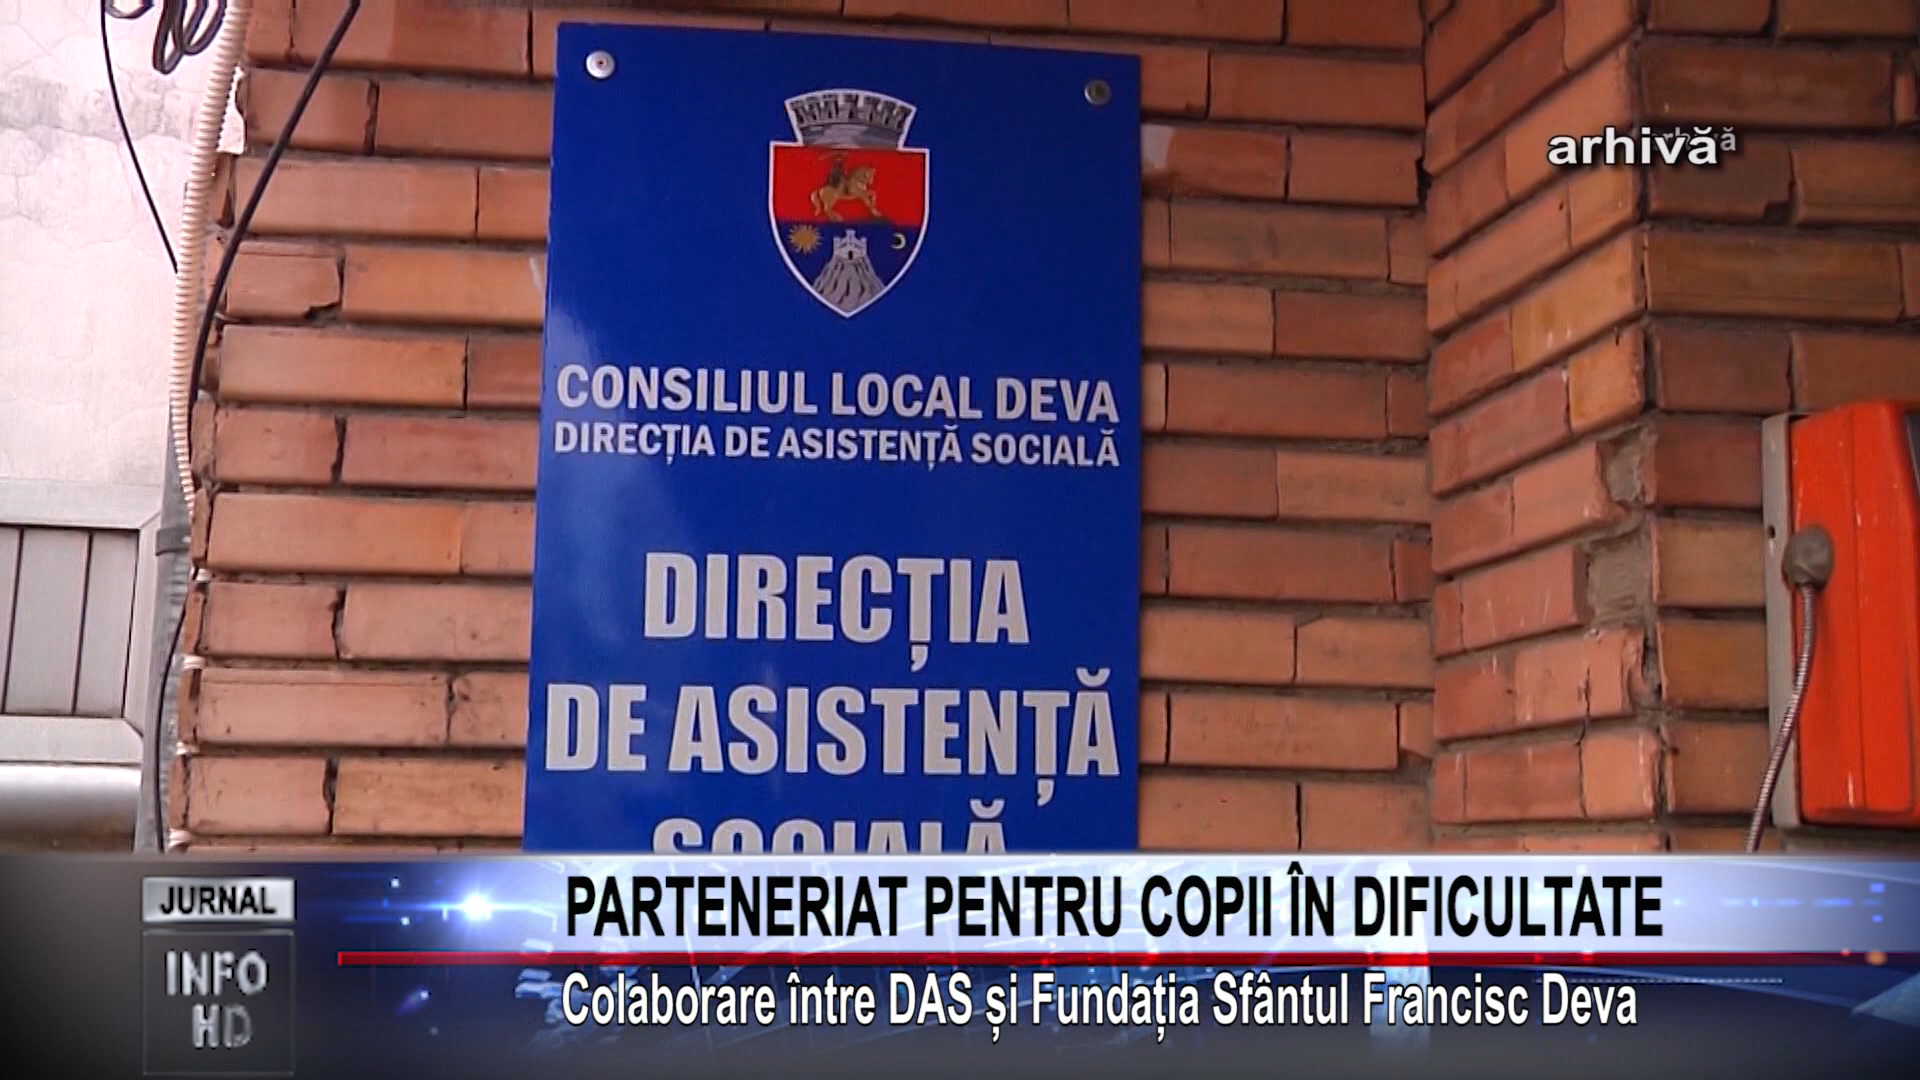 arhivă
CONSILIUL LOCAL DEVA
DIRECȚIA DE ASISTENȚĂ SOCIALĂ
DIRECȚIA
DE ASISTENȚĂ
SOCIALĂ
JURNAL
INFO
HD
PARTENERIAT PENTRU COPII ÎN DIFICULTATE
Colaborare între DAS și Fundația Sfântul Francisc Deva